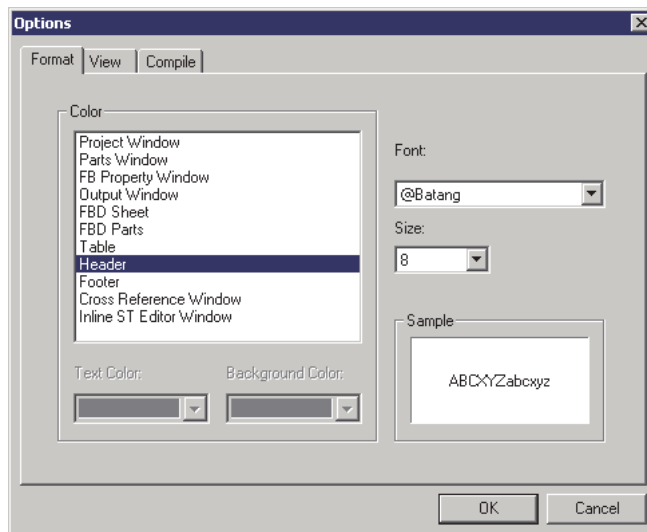 Options
Format View Compile
Color
Project Window
Parts Window
FB Property Window
Output Window
FBD Sheet
FBD Parts
Table
Header
Footer
Cross Reference Window
Inline ST Editor Window
Text Color: Background Color:
Font:
@Batang
Size:
8
Sample
ABCXYZabcxyz
OK Cancel